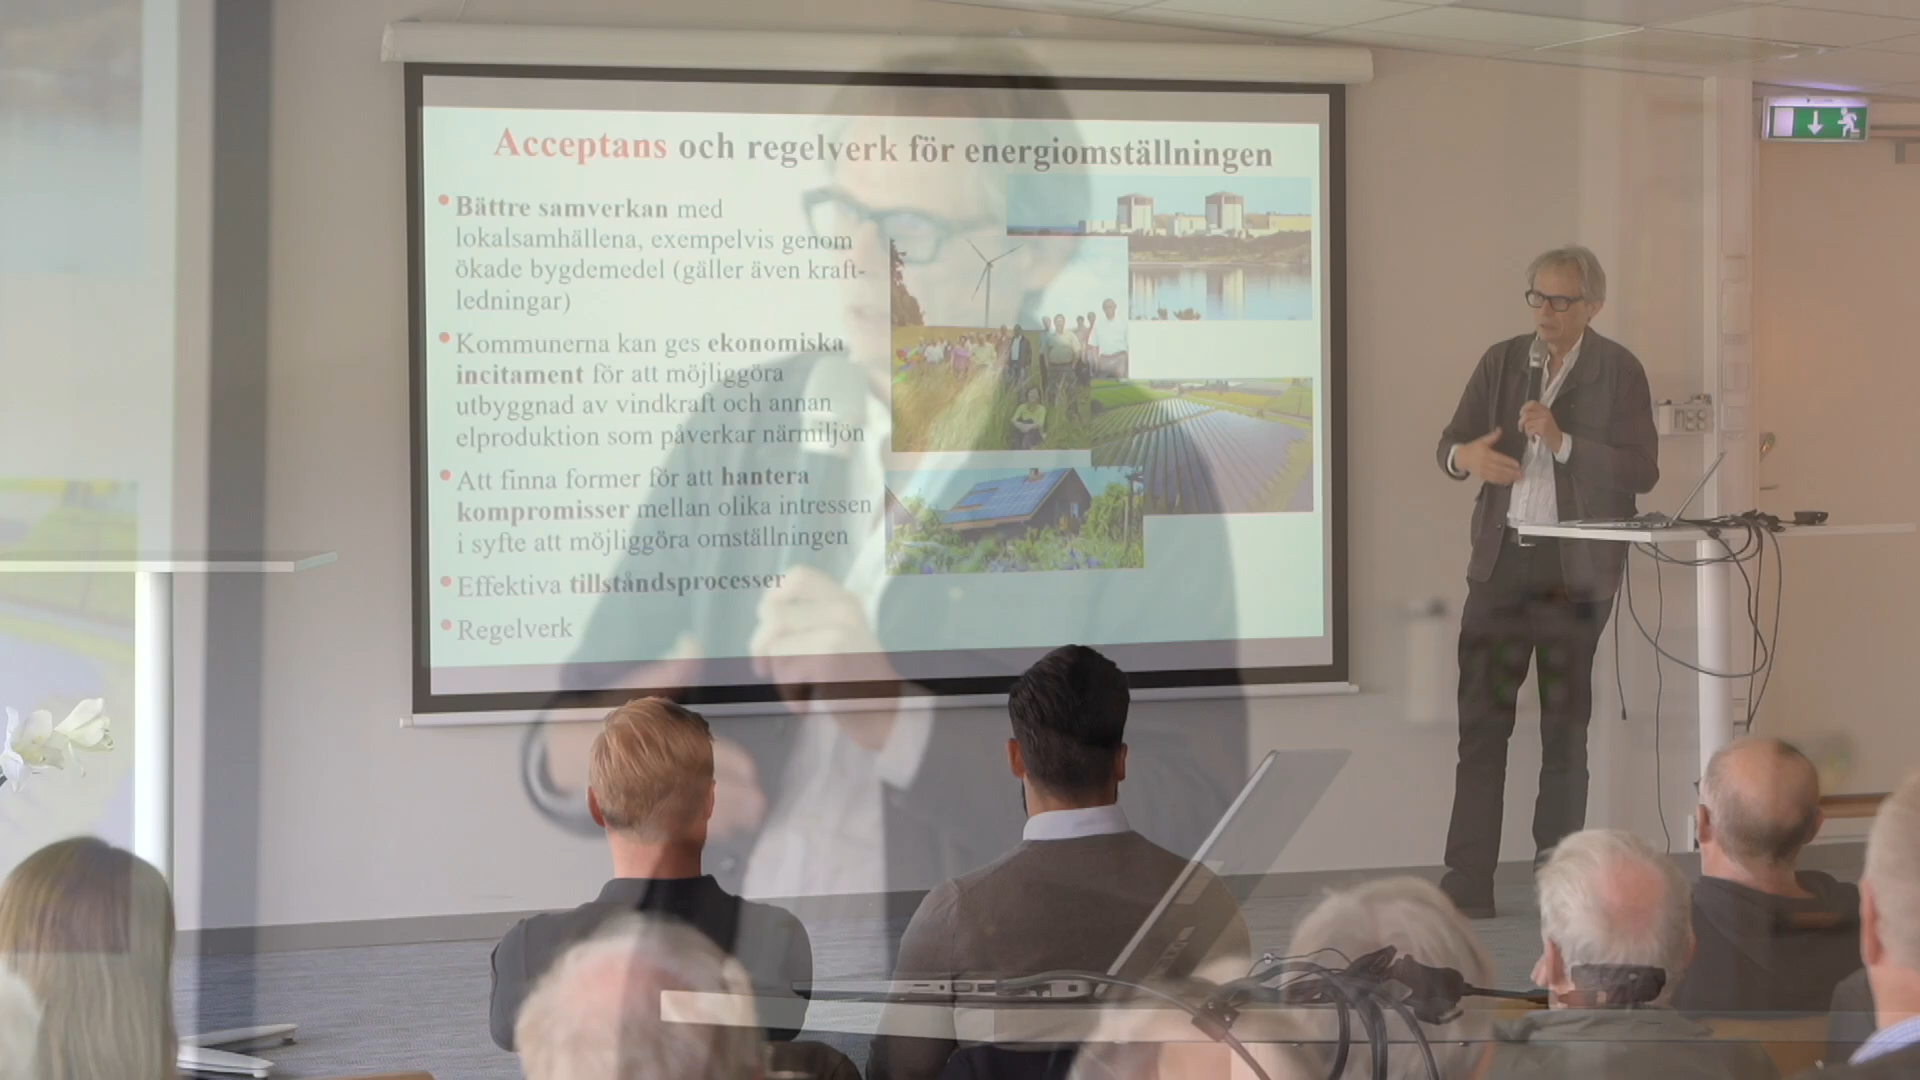 Acceptans och regelverk för energiomställningen
Bättre samverkan med
lokalsamhällena, exempelvis genom
ökade bygdemedel (gäller även kraft-
ledningar)
Kommunerna kan ges ekonomiska
incitament för att möjliggöra
utbyggnad av vindkraft och annan
elproduktion som påverkar närmiljön
Att finna former för att hantera
kompromisser mellan olika intressen
i syfte att möjliggöra omställningen
Effektiva tillståndsprocesser
Regelverk